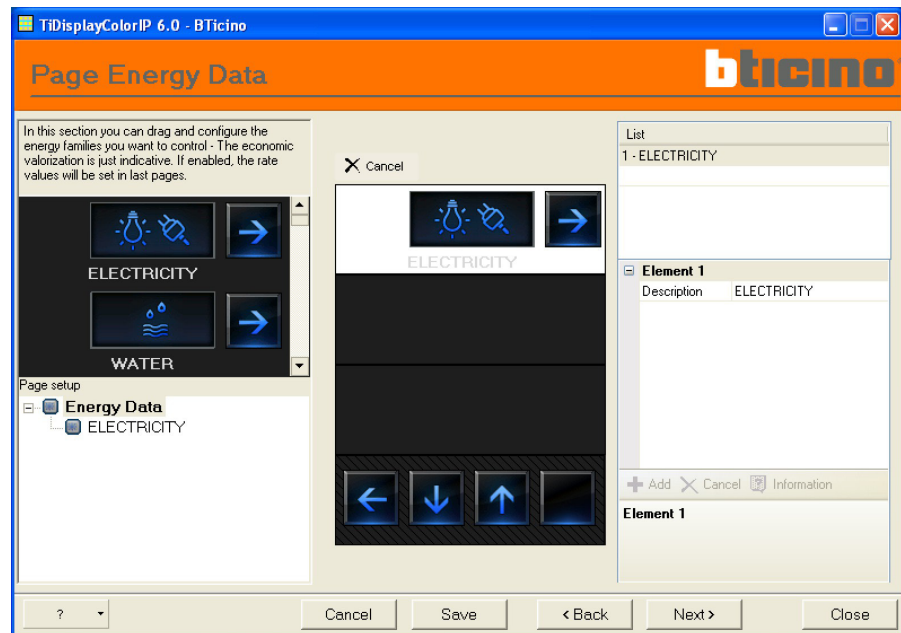 TiDisplayColorIP 6.0 - BTicino
Page Energy Data
bticino
In this section you can drag and configure the
energy families you want to control - The economic
valorization is just indicative. If enabled, the rate
values will be set in last pages.
ELECTRICITY
WATER
Page setup
Energy Data
ELECTRICITY
Cancel
ELECTRICITY
List
1 - ELECTRICITY
Element 1
Description ELECTRICITY
Add Cancel Information
Element 1
? Cancel Save < Back Next > Close